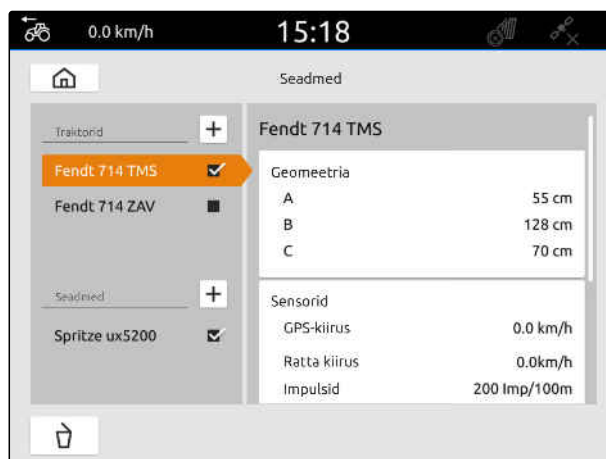 0.0 km/h 15:18
Seadmed
Traktorid
Fendt 714 TMS
Fendt 714 ZAV
Seadmed
Spritze ux5200
Fendt 714 TMS
Geomeetria
A 55 cm
B 128 cm
C 70 cm
Sensorid
GPS-kiirus 0.0 km/h
Ratta kiirus 0.0km/h
Impulsid 200 Imp/100m